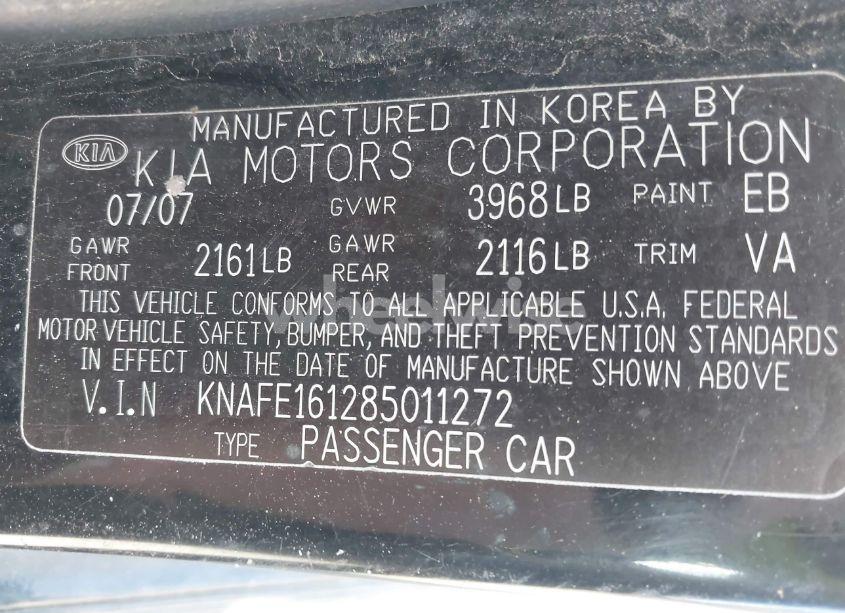 MANUFACTURED IN KOREA BY
KIA KIA MOTORS CORPORATION
07/07 GVWR 3968LB PAINT EB
GAWR FRONT 2161LB GAWR REAR 2116LB TRIM VA
THIS VEHICLE CONFORMS TO ALL APPLICABLE U.S.A. FEDERAL
MOTOR VEHICLE SAFETY, BUMPER, AND THEFT PREVENTION STANDARDS
IN EFFECT ON THE DATE OF MANUFACTURE SHOWN ABOVE
V.I.N KNAFE161285011272
TYPE PASSENGER CAR